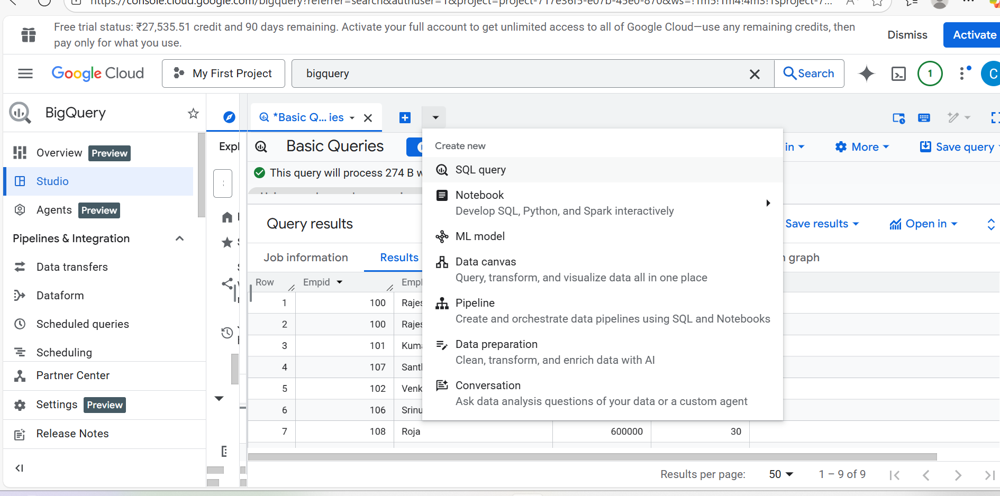 Free trial status: ₹27,535.51 credit and 90 days remaining. Activate your full account to get unlimited access to all of Google Cloud—use any remaining credits, then
pay only for what you use.
Dismiss
Activate
Google Cloud
My First Project
bigquery
Search
1
C
BigQuery
Overview Preview
Studio
Agents Preview
Pipelines & Integration
Data transfers
Dataform
Scheduled queries
Scheduling
Partner Center
Settings Preview
Release Notes
Expl
*Basic Q... ies
Basic Queries
in
More
Save query
This query will process 274 B w
Create new
SQL query
Notebook
Develop SQL, Python, and Spark interactively
ML model
Data canvas
Query, transform, and visualize data all in one place
Pipeline
Create and orchestrate data pipelines using SQL and Notebooks
Data preparation
Clean, transform, and enrich data with AI
Conversation
Ask data analysis questions of your data or a custom agent
Query results
Save results
Open in
Job information
Results
graph
Row Empid Empl
1 100 Rajes
2 100 Rajes
3 101 Kuma
4 107 Santh
5 102 Venk
6 106 Srinu
7 108 Roja 600000 30
Results per page: 50 1 – 9 of 9